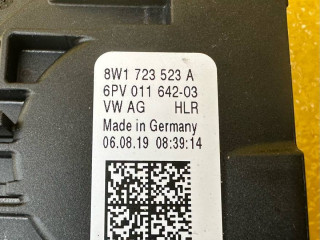 8W1 723 523 A
6PV 011 642-03
VW AG HLR
Made in Germany
06.08.19 08:39:14